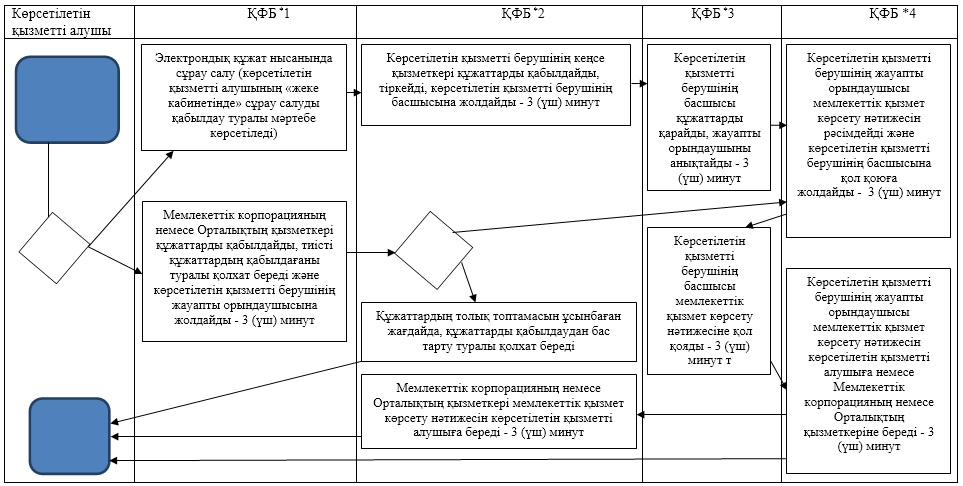 Көрсетілетін
қызметті алушы
ҚФБ *1
ҚФБ *2
ҚФБ *3
ҚФБ *4
Электрондық құжат нысанында
сұрау салу (көрсетілетін
қызметті алушының «жеке
кабинетінде» сұрау салуды
қабылдау туралы мәртебе
көрсетіледі)
Көрсетілетін қызметті берушінің кеңсе
қызметкері құжаттарды қабылдайды,
тіркейді, көрсетілетін қызметті берушінің
басшысына жолдайды - 3 (үш) минут
Көрсетілетін
қызметті
берушінің
басшысы
құжаттарды
қарайды, жауапты
орындаушыны
анықтайды - 3
(үш) минут
Көрсетілетін қызметті
берушінің жауапты
орындаушысы
мемлекеттік қызмет
көрсету нәтижесін
рәсімдейді және
көрсетілетін қызметті
берушінің басшысына
қол қоюға
жолдайды - 3 (үш) минут
Мемлекеттік корпорацияның
немесе Орталықтың қызметкері
құжаттарды қабылдайды, тиісті
құжаттардың қабылдағаны
туралы қолхат береді және
көрсетілетін қызметті берушінің
жауапты орындаушысына
жолдайды - 3 (үш) минут
Құжаттардың толық топтамасын ұсынбаған
жағдайда, құжаттарды қабылдаудан бас
тарту туралы қолхат береді
Көрсетілетін
қызметті
берушінің
басшысы
мемлекеттік
қызмет көрсету
нәтижесіне қол
қояды - 3 (үш)
минут т
Көрсетілетін қызметті
берушінің жауапты
орындаушысы
мемлекеттік қызмет
көрсету нәтижесін
көрсетілетін қызметті
алушыға немесе
Мемлекеттік
корпорацияның немесе
Орталықтың
қызметкеріне береді - 3
(үш) минут
Мемлекеттік корпорацияның немесе
Орталықтың қызметкері мемлекеттік қызмет
көрсету нәтижесін көрсетілетін қызметті
алушыға береді - 3 (үш) минут